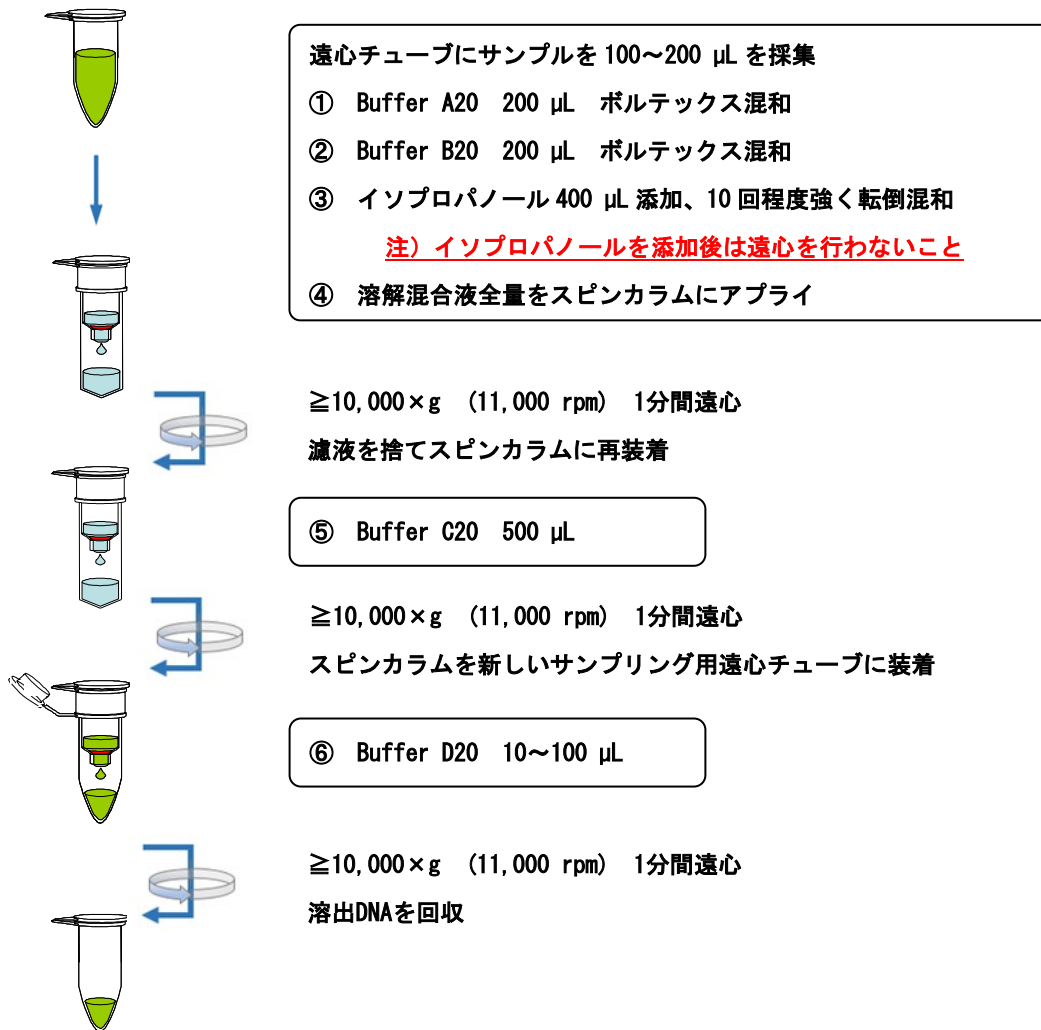 遠心チューブにサンプルを 100～200 μL を採集
① Buffer A20 200 μL ボルテックス混和
② Buffer B20 200 μL ボルテックス混和
③ イソプロパノール 400 μL 添加、10 回程度強く転倒混和
注）イソプロパノールを添加後は遠心を行わないこと
④ 溶解混合液全量をスピンカラムにアプライ
≧10,000×g (11,000 rpm) 1分間遠心
濾液を捨てスピンカラムに再装着
⑤ Buffer C20 500 μL
≧10,000×g (11,000 rpm) 1分間遠心
スピンカラムを新しいサンプリング用遠心チューブに装着
⑥ Buffer D20 10～100 μL
≧10,000×g (11,000 rpm) 1分間遠心
溶出DNAを回収